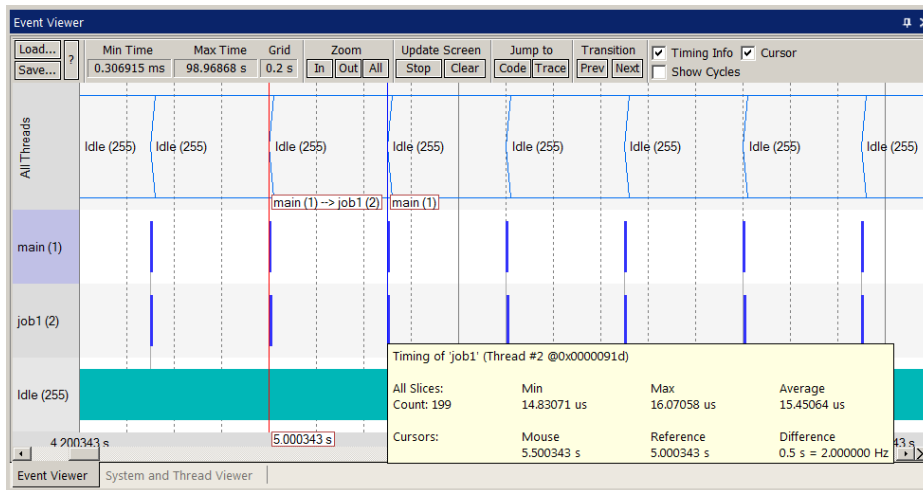 Event Viewer
Load... ? Min Time Max Time Grid Zoom Update Screen Jump to Transition Timing Info Cursor
Save... 0.306915 ms 98.96868 s 0.2 s In Out All Stop Clear Code Trace Prev Next Show Cycles
All Threads
Idle (255) Idle (255) Idle (255) Idle (255) Idle (255) Idle (255) Idle (255) Idle (255)
main (1) --> job1 (2) main (1)
main (1)
job1 (2)
Timing of 'job1' (Thread #2 @0x0000091d)
All Slices: Min Max Average
Count: 199 14.83071 us 16.07058 us 15.45064 us
Idle (255)
Cursors: Mouse Reference Difference
5.500343 s 5.000343 s 0.5 s = 2.000000 Hz
4.200343 s 5.000343 s 43 s
Event Viewer System and Thread Viewer